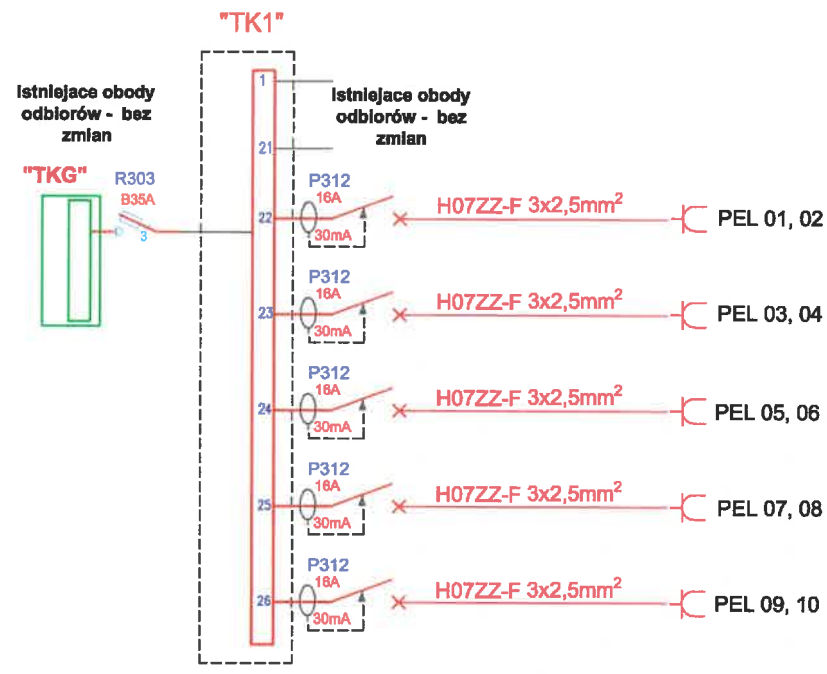 "TK1"
Istniejace obody
odbiorów - bez
zmian
"TKG"
R303
B35A
3
1
Istniejace obody
odbiorów - bez
zmian
21
P312
16A
22
30mA
H07ZZ-F 3x2,5mm²
PEL 01, 02
P312
16A
23
30mA
H07ZZ-F 3x2,5mm²
PEL 03, 04
P312
16A
24
30mA
H07ZZ-F 3x2,5mm²
PEL 05, 06
P312
16A
25
30mA
H07ZZ-F 3x2,5mm²
PEL 07, 08
P312
16A
26
30mA
H07ZZ-F 3x2,5mm²
PEL 09, 10